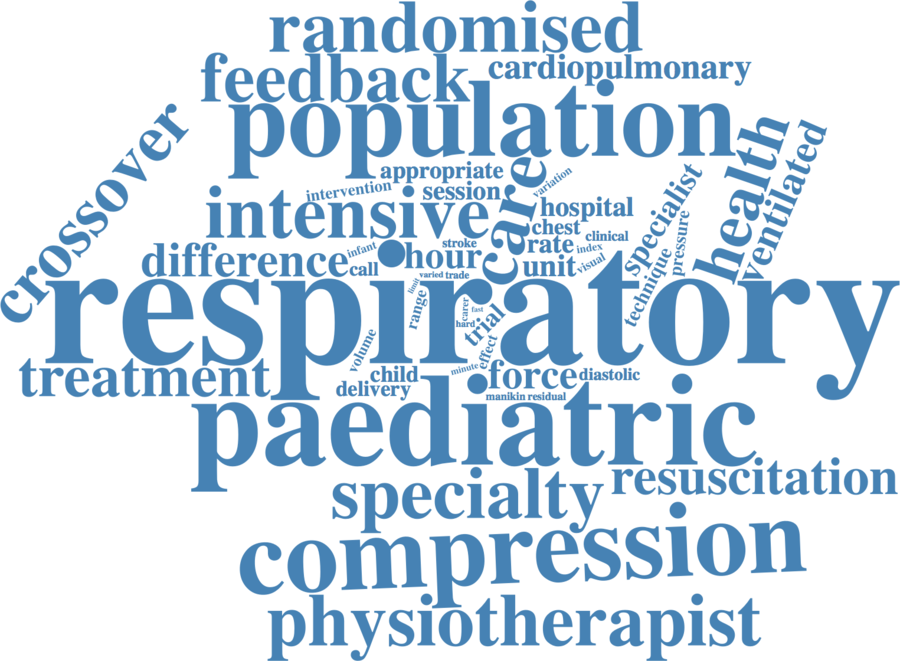 randomised
feedback
cardiopulmonary
population
crossover
health
ventilated
appropriate
care
variation
intervention
session
intensive
specialist
hospital
pressure
chest
clinical
stroke
rate
index
infant
hour
difference
call
unit
visual
technique
varied
trade
limit
respiratory
range
carer
fast
hard
trial
volume
effect
treatment
child
minute
force
diastolic
delivery
manikin
residual
paediatric
specialty
resuscitation
compression
physiotherapist